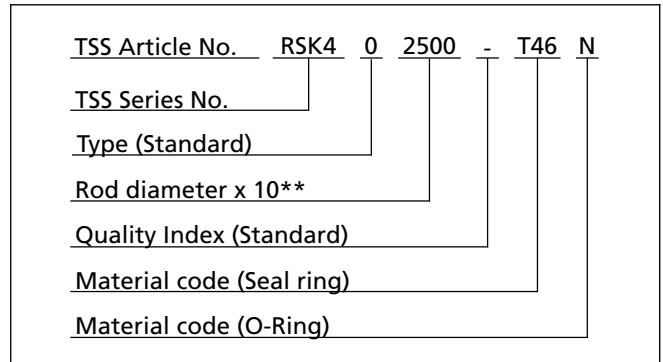 TSS Article No. RSK4 0 2500 - T46 N
TSS Series No.
Type (Standard)
Rod diameter x 10**
Quality Index (Standard)
Material code (Seal ring)
Material code (O-Ring)